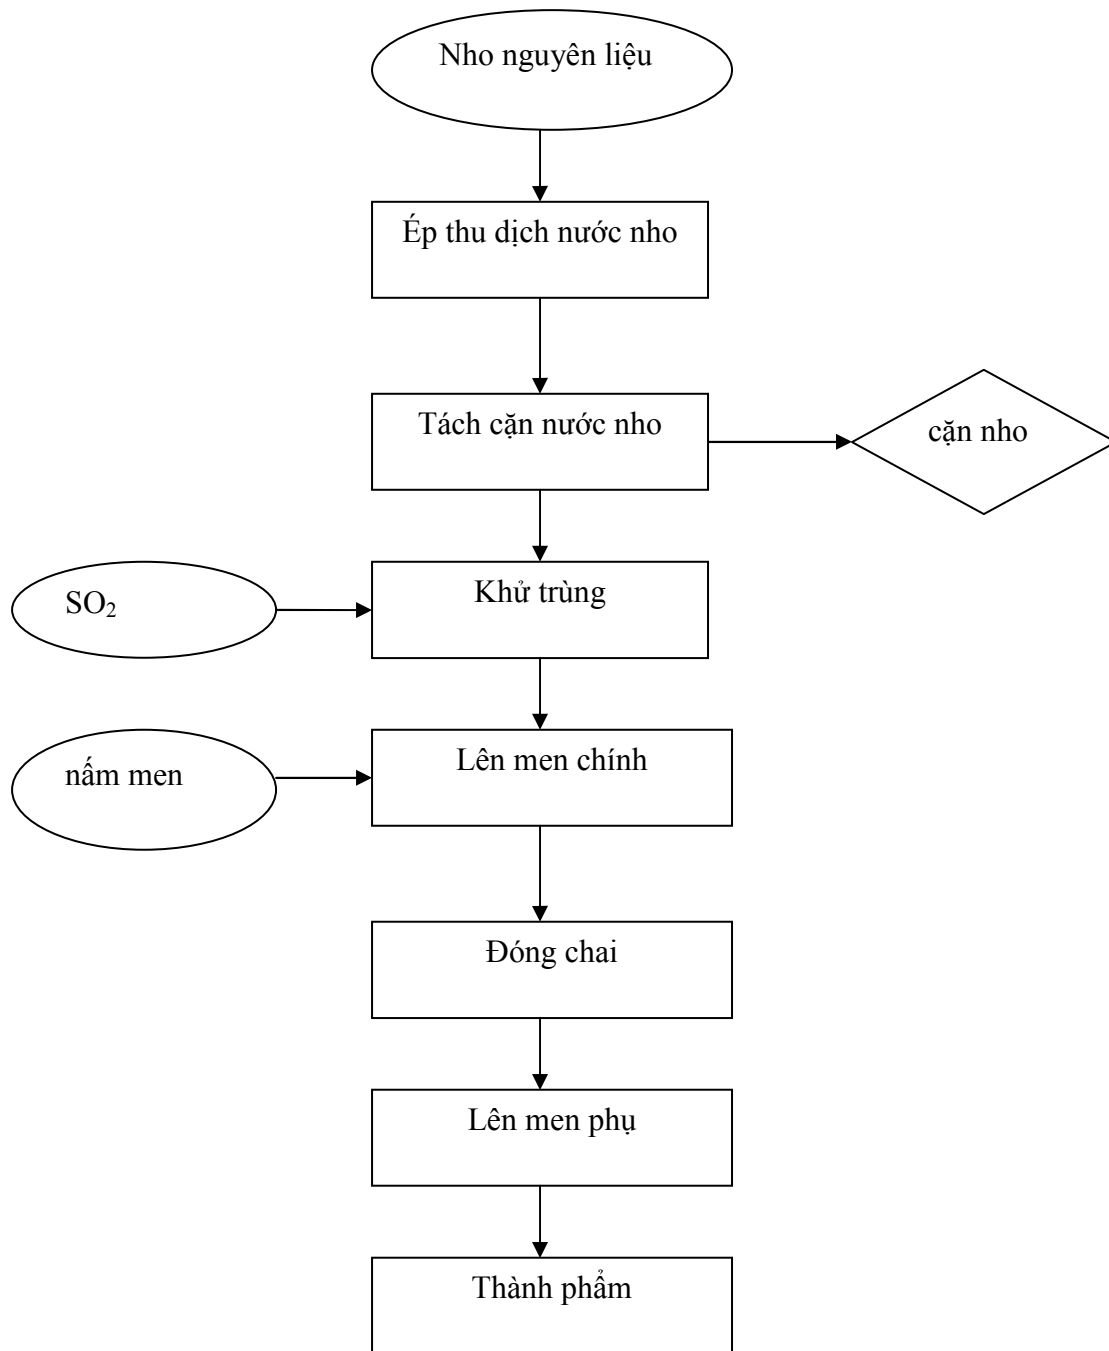 Nho nguyên liệu
Ép thu dịch nước nho
Tách cặn nước nho
cặn nho
SO₂
Khử trùng
nấm men
Lên men chính
Đóng chai
Lên men phụ
Thành phẩm